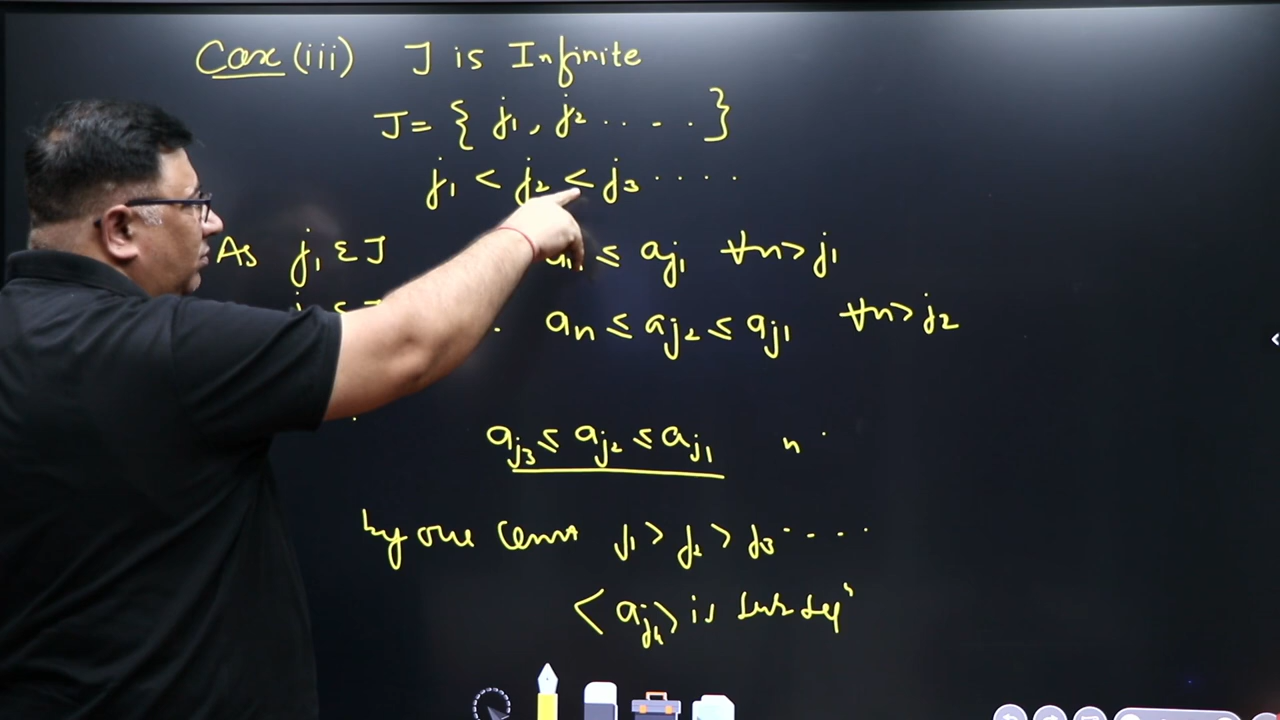 Case (iii) J is Infinite
J = { j₁, j₂ . . . . }
j₁ < j₂ < j₃ . . . .
As j₁ ∈ J ≤ aⱼ₁ ∀n > j₁
aₙ ≤ aⱼ₂ ≤ aⱼ₁ ∀n > j₂
aⱼ₃ ≤ aⱼ₂ ≤ aⱼ₁ n
by our j₁ > j₂ > j₃ . . . .
< aⱼₖ > is subseq